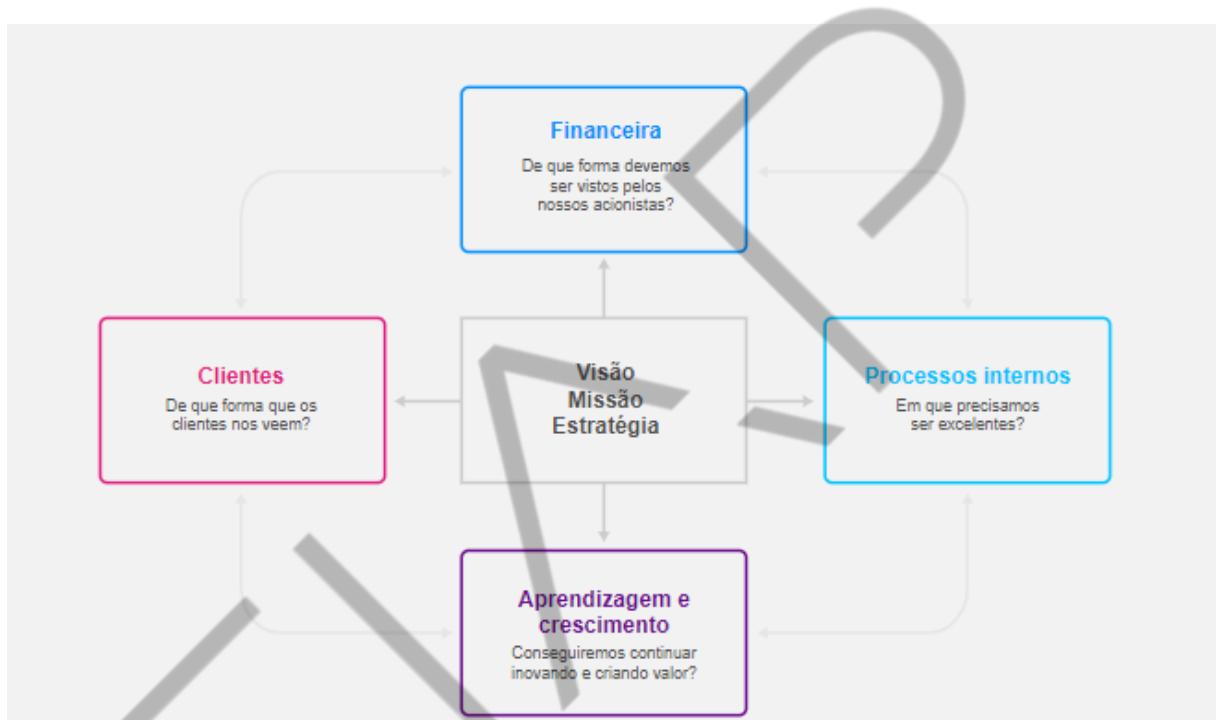 Financeira
De que forma devemos
ser vistos pelos
nossos acionistas?
Clientes
De que forma que os
clientes nos veem?
Visão
Missão
Estratégia
Processos internos
Em que precisamos
ser excelentes?
Aprendizagem e
crescimento
Conseguiremos continuar
inovando e criando valor?